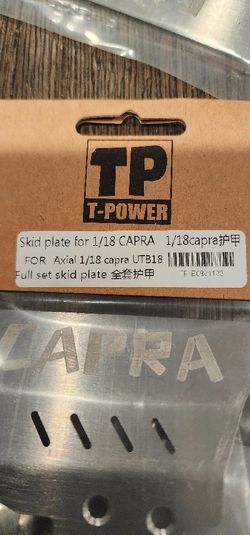 TP
T-POWER
Skid plate for 1/18 CAPRA 1/18capra护甲
FOR Axial 1/18 capra UTB18
Full set skid plate 全套护甲
CAPRA